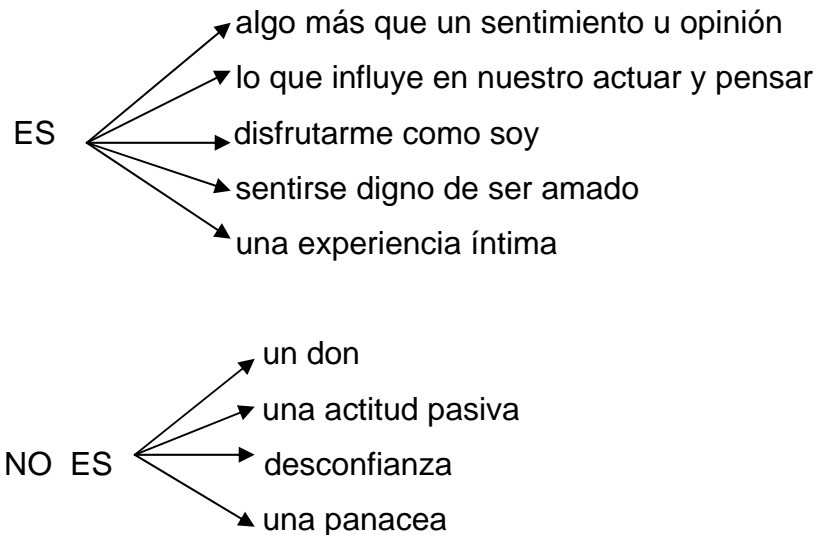 algo más que un sentimiento u opinión
lo que influye en nuestro actuar y pensar
ES
disfrutarme como soy
sentirse digno de ser amado
una experiencia íntima
un don
una actitud pasiva
NO ES
desconfianza
una panacea